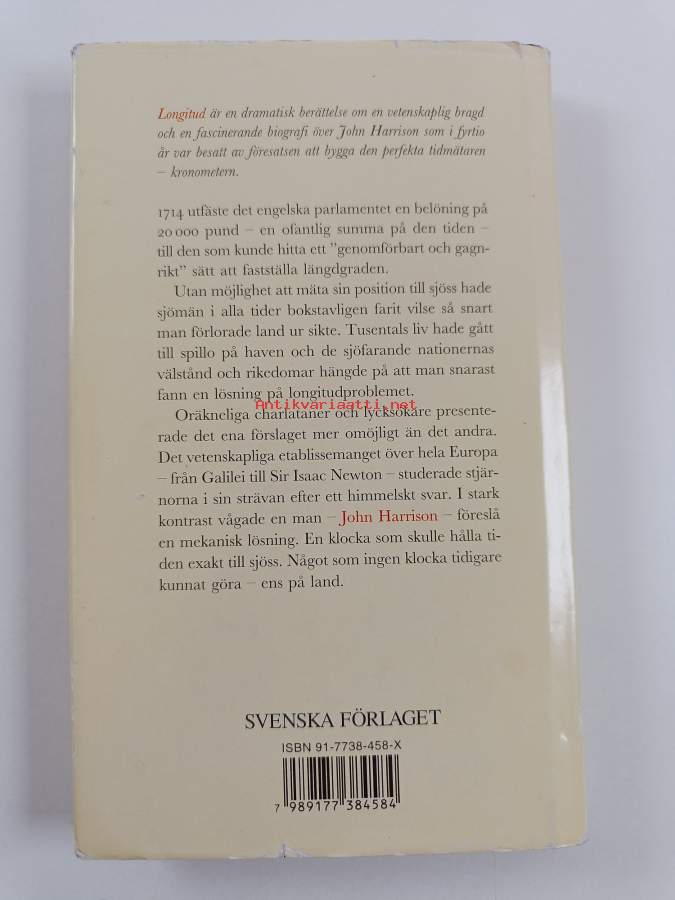 Longitud är en dramatisk berättelse om en vetenskaplig bragd
och en fascinerande biografi över John Harrison som i fyrtio
år var besatt av föresatsen att bygga den perfekta tidmätaren
– kronometern.
1714 utfäste det engelska parlamentet en belöning på
20 000 pund – en ofantlig summa på den tiden –
till den som kunde hitta ett "genomförbart och gagn-
rikt" sätt att fastställa längdgraden.
Utan möjlighet att mäta sin position till sjöss hade
sjömän i alla tider bokstavligen farit vilse så snart
man förlorade land ur sikte. Tusentals liv hade gått
till spillo på haven och de sjöfarande nationernas
välstånd och rikedomar hängde på att man snarast
fann en lösning på longitudproblemet.
Antikvariaatti.net
Oräkneliga charlataner och lycksökare presente-
rade det ena förslaget mer omöjligt än det andra.
Det vetenskapliga etablissemanget över hela Europa
– från Galilei till Sir Isaac Newton – studerade stjär-
norna i sin strävan efter ett himmelskt svar. I stark
kontrast vågade en man – John Harrison – föreslå
en mekanisk lösning. En klocka som skulle hålla ti-
den exakt till sjöss. Något som ingen klocka tidigare
kunnat göra – ens på land.
SVENSKA FÖRLAGET
ISBN 91-7738-458-X
7 989177 384584